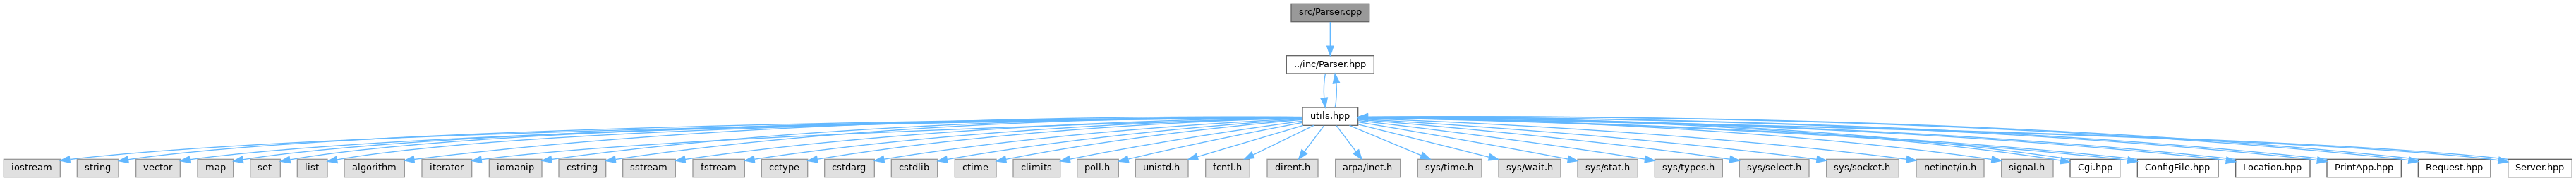 src/Parser.cpp
../inc/Parser.hpp
utils.hpp
iostream
string
vector
map
set
list
algorithm
iterator
iomanip
cstring
sstream
fstream
cctype
cstdarg
cstdlib
ctime
climits
poll.h
unistd.h
fcntl.h
dirent.h
arpa/inet.h
sys/time.h
sys/wait.h
sys/stat.h
sys/types.h
sys/select.h
sys/socket.h
netinet/in.h
signal.h
Cgi.hpp
ConfigFile.hpp
Location.hpp
PrintApp.hpp
Request.hpp
Server.hpp